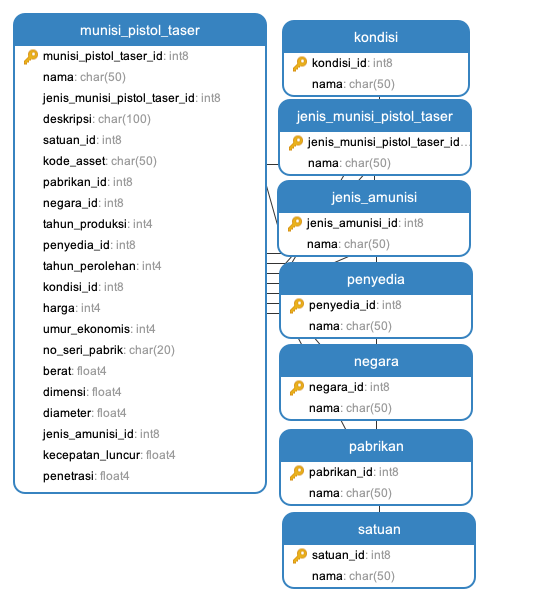 munisi_pistol_taser
munisi_pistol_taser_id: int8
nama: char(50)
jenis_munisi_pistol_taser_id: int8
deskripsi: char(100)
satuan_id: int8
kode_asset: char(50)
pabrikan_id: int8
negara_id: int8
tahun_produksi: int4
penyedia_id: int8
tahun_perolehan: int4
kondisi_id: int8
harga: int4
umur_ekonomis: int4
no_seri_pabrik: char(20)
berat: float4
dimensi: float4
diameter: float4
jenis_amunisi_id: int8
kecepatan_luncur: float4
penetrasi: float4
kondisi
kondisi_id: int8
nama: char(50)
jenis_munisi_pistol_taser
jenis_munisi_pistol_taser_id...
nama: char(50)
jenis_amunisi
jenis_amunisi_id: int8
nama: char(50)
penyedia
penyedia_id: int8
nama: char(50)
negara
negara_id: int8
nama: char(50)
pabrikan
pabrikan_id: int8
nama: char(50)
satuan
satuan_id: int8
nama: char(50)